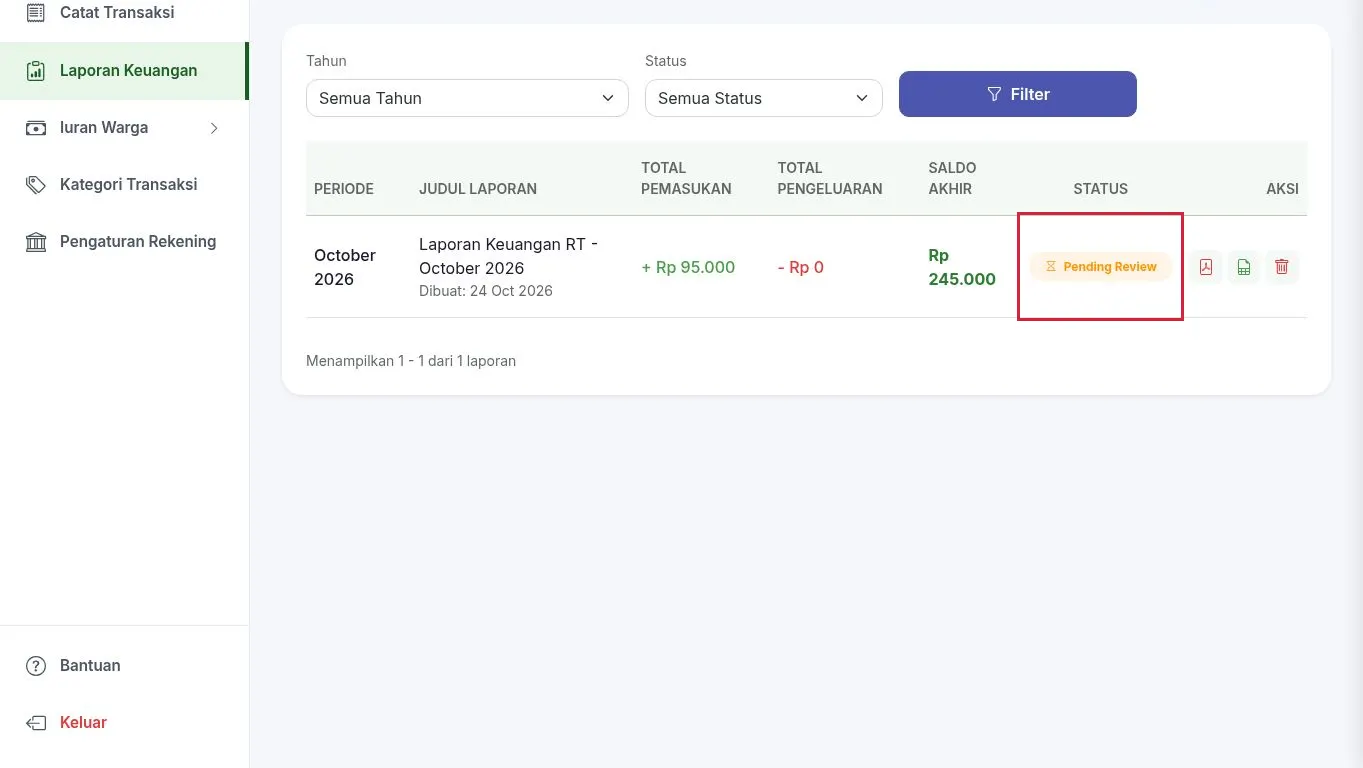 Catat Transaksi
Laporan Keuangan
Iuran Warga
Kategori Transaksi
Pengaturan Rekening
Bantuan
Keluar
Tahun
Status
Semua Tahun
Semua Status
Filter
PERIODE
JUDUL LAPORAN
TOTAL
PEMASUKAN
TOTAL
PENGELUARAN
SALDO
AKHIR
STATUS
AKSI
October
2026
Laporan Keuangan RT -
October 2026
Dibuat: 24 Oct 2026
+ Rp 95.000
- Rp 0
Rp
245.000
Pending Review
Menampilkan 1 - 1 dari 1 laporan